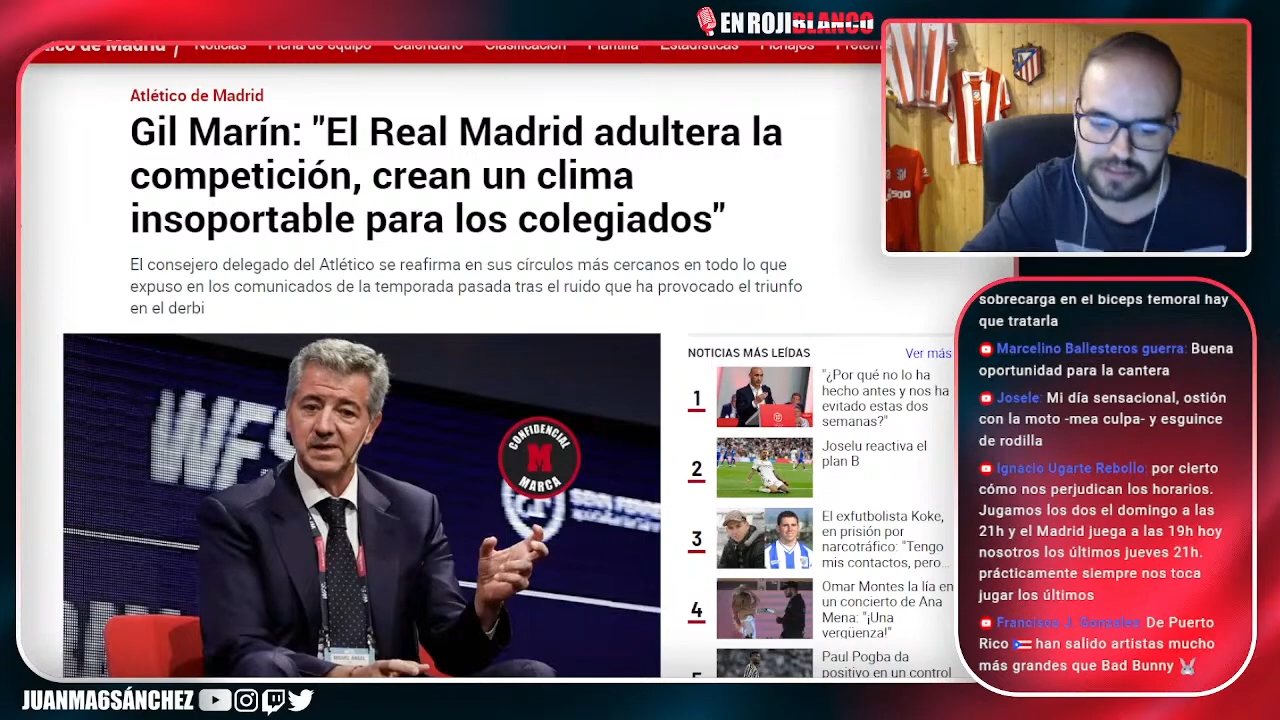 EN ROJIBLANCO
ico de Madrid / Noticias Ficha de equipo Calendario Clasificación Plantilla Estadísticas Fichajes
Atlético de Madrid
Gil Marín: "El Real Madrid adultera la
competición, crean un clima
insoportable para los colegiados"
El consejero delegado del Atlético se reafirma en sus círculos más cercanos en todo lo que
expuso en los comunicados de la temporada pasada tras el ruido que ha provocado el triunfo
en el derbi
WFS
CONFIDENCIAL
M
MARCA
NOTICIAS MÁS LEÍDAS Ver más
1
"¿Por qué no lo ha
hecho antes y nos ha
evitado estas dos
semanas?"
2
Joselu reactiva el
plan B
3
El exfutbolista Koke,
en prisión por
narcotráfico: "Tengo
mis contactos, pero...
4
Omar Montes la lía en
un concierto de Ana
Mena: "¡Una
vergüenza!"
Paul Pogba da
positivo en un control
500
sobrecarga en el bíceps femoral hay
que tratarla
Marcelino Ballesteros guerra: Buena
oportunidad para la cantera
Josele: Mi día sensacional, ostión
con la moto -mea culpa- y esguince
de rodilla
Ignacio Ugarte Rebollo: por cierto
cómo nos perjudican los horarios.
Jugamos los dos el domingo a las
21h y el Madrid juega a las 19h hoy
nosotros los últimos jueves 21h.
prácticamente siempre nos toca
jugar los últimos
Francisco J. Gonzalez: De Puerto
Rico 🇵🇷 han salido artistas mucho
más grandes que Bad Bunny 🐰
JUANMA6SÁNCHEZ